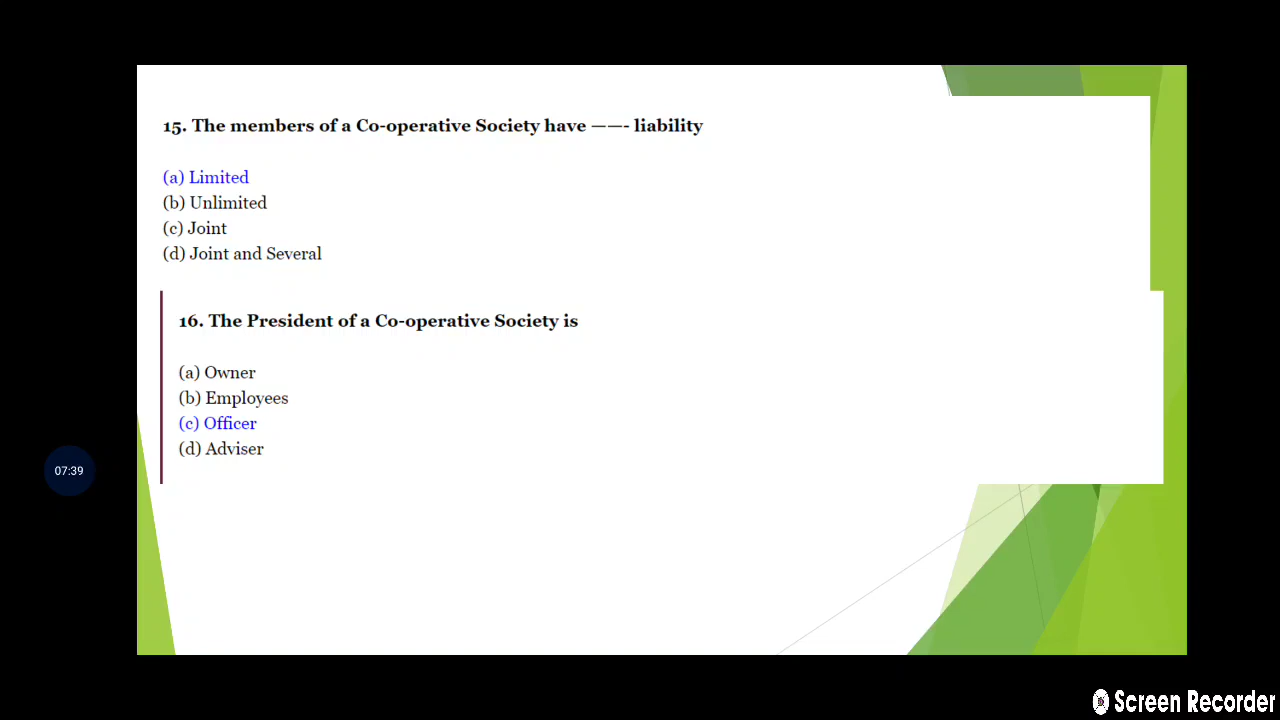 15. The members of a Co-operative Society have ——- liability
(a) Limited
(b) Unlimited
(c) Joint
(d) Joint and Several
16. The President of a Co-operative Society is
(a) Owner
(b) Employees
(c) Officer
(d) Adviser
07:39
Screen Recorder